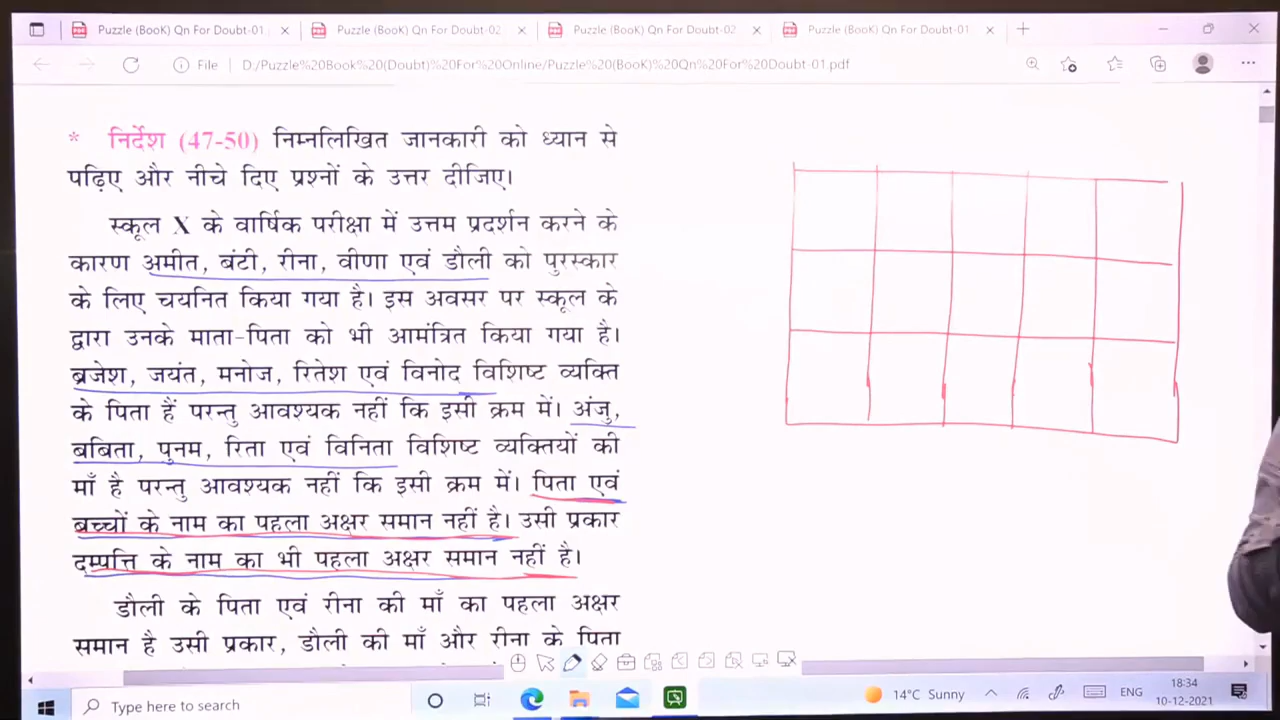 Puzzle (BooK) Qn For Doubt-01
Puzzle (BooK) Qn For Doubt-02
Puzzle (BooK) Qn For Doubt-02
Puzzle (BooK) Qn For Doubt-01
File D:/Puzzle%20Book%20(Doubt)%20For%20Online/Puzzle%20(BooK)%20Qn%20For%20Doubt-01.pdf
* निर्देश (47-50) निम्नलिखित जानकारी को ध्यान से
पढ़िए और नीचे दिए प्रश्नों के उत्तर दीजिए।
स्कूल X के वार्षिक परीक्षा में उत्तम प्रदर्शन करने के
कारण अमीत, बंटी, रीना, वीणा एवं डौली को पुरस्कार
के लिए चयनित किया गया है। इस अवसर पर स्कूल के
द्वारा उनके माता-पिता को भी आमंत्रित किया गया है।
ब्रजेश, जयंत, मनोज, रितेश एवं विनोद विशिष्ट व्यक्ति
के पिता हैं परन्तु आवश्यक नहीं कि इसी क्रम में। अंजु,
बबिता, पुनम, रिता एवं विनिता विशिष्ट व्यक्तियों की
माँ है परन्तु आवश्यक नहीं कि इसी क्रम में। पिता एवं
बच्चों के नाम का पहला अक्षर समान नहीं है। उसी प्रकार
दम्पत्ति के नाम का भी पहला अक्षर समान नहीं है।
डौली के पिता एवं रीना की माँ का पहला अक्षर
समान है उसी प्रकार, डौली की माँ और रीना के पिता
Type here to search
14°C Sunny
ENG
18:34
10-12-2021